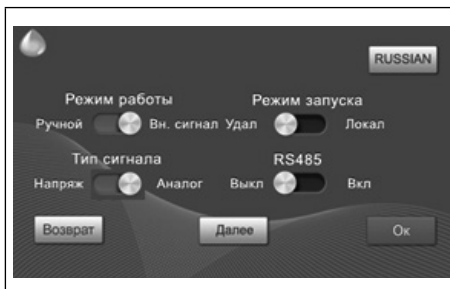 RUSSIAN
Режим работы Режим запуска
Ручной Вн. сигнал Удал Локал
Тип сигнала RS485
Напряж Аналог Выкл Вкл
Возврат Далее Ок